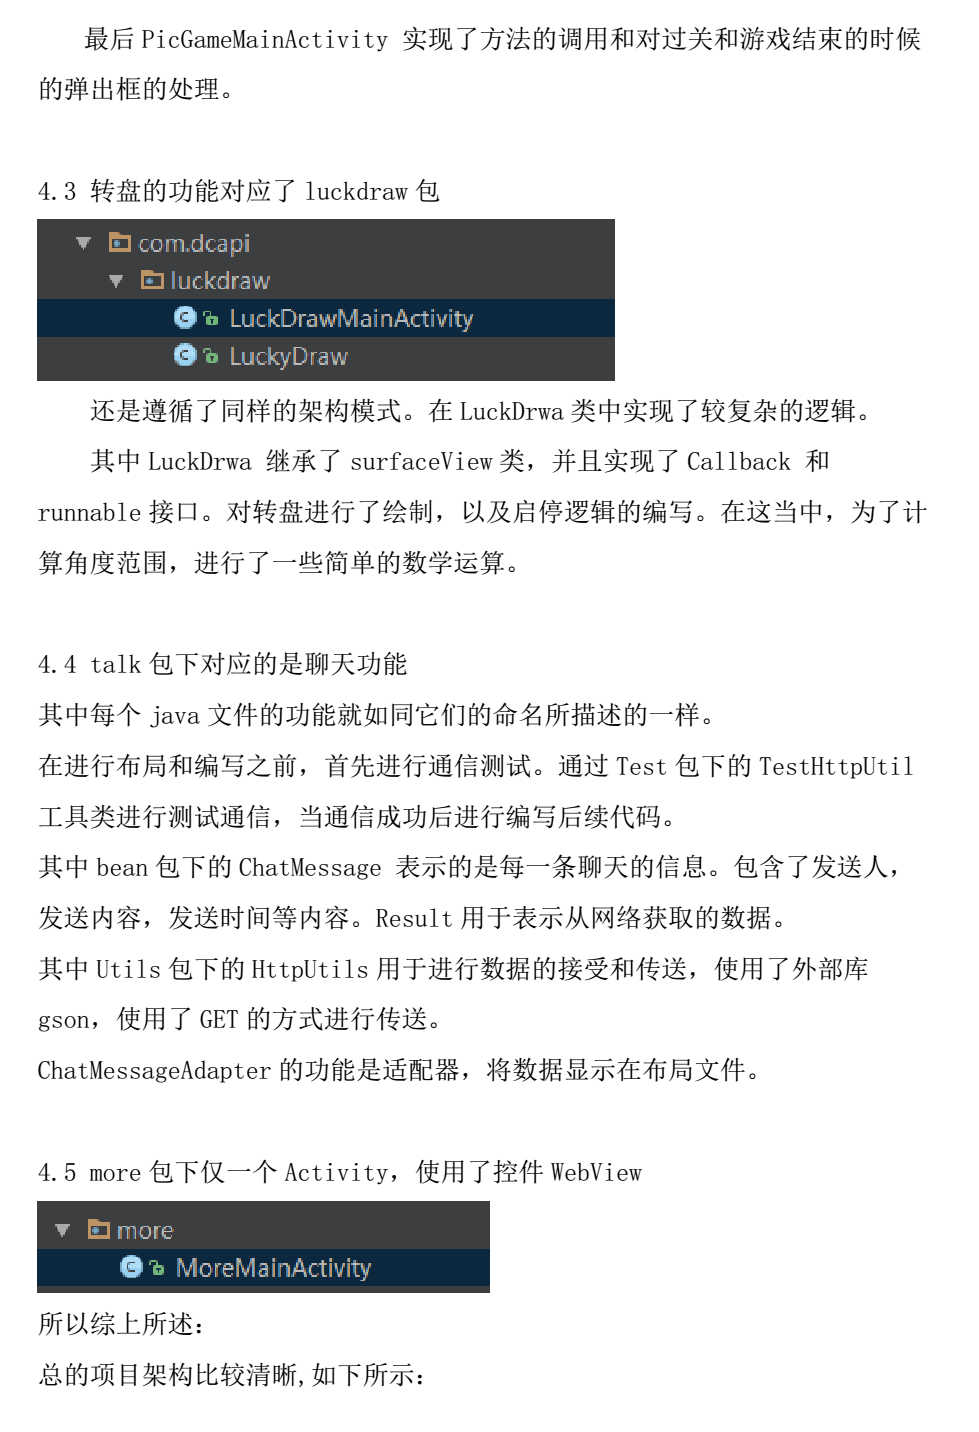 最后 PicGameMainActivity 实现了方法的调用和对过关和游戏结束的时候
的弹出框的处理。
4.3 转盘的功能对应了 luckdraw 包
com.dcapi
luckdraw
LuckDrawMainActivity
LuckyDraw
还是遵循了同样的架构模式。在 LuckDrwa 类中实现了较复杂的逻辑。
其中 LuckDrwa 继承了 surfaceView 类，并且实现了 Callback 和
runnable 接口。对转盘进行了绘制，以及启停逻辑的编写。在这当中，为了计
算角度范围，进行了一些简单的数学运算。
4.4 talk 包下对应的是聊天功能
其中每个 java 文件的功能就如同它们的命名所描述的一样。
在进行布局和编写之前，首先进行通信测试。通过 Test 包下的 TestHttpUtil
工具类进行测试通信，当通信成功后进行编写后续代码。
其中 bean 包下的 ChatMessage 表示的是每一条聊天的信息。包含了发送人，
发送内容，发送时间等内容。Result 用于表示从网络获取的数据。
其中 Utils 包下的 HttpUtils 用于进行数据的接受和传送，使用了外部库
gson，使用了 GET 的方式进行传送。
ChatMessageAdapter 的功能是适配器，将数据显示在布局文件。
4.5 more 包下仅一个 Activity，使用了控件 WebView
more
MoreMainActivity
所以综上所述：
总的项目架构比较清晰,如下所示：